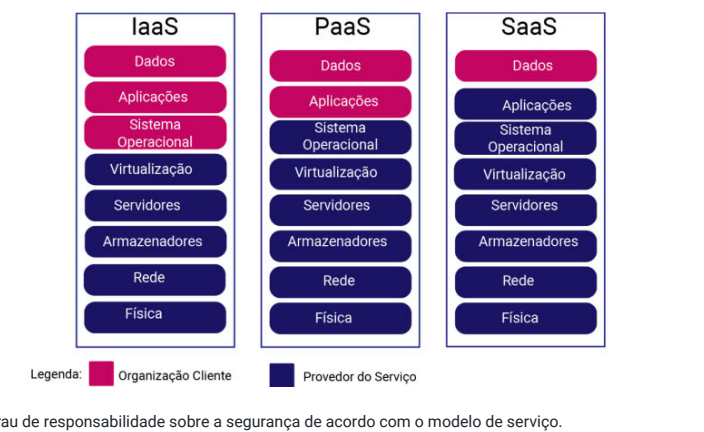 IaaS
Dados
Aplicações
Sistema
Operacional
Virtualização
Servidores
Armazenadores
Rede
Física
PaaS
Dados
Aplicações
Sistema
Operacional
Virtualização
Servidores
Armazenadores
Rede
Física
SaaS
Dados
Aplicações
Sistema
Operacional
Virtualização
Servidores
Armazenadores
Rede
Física
Legenda: Organização Cliente Provedor do Serviço
de responsabilidade sobre a segurança de acordo com o modelo de serviço.